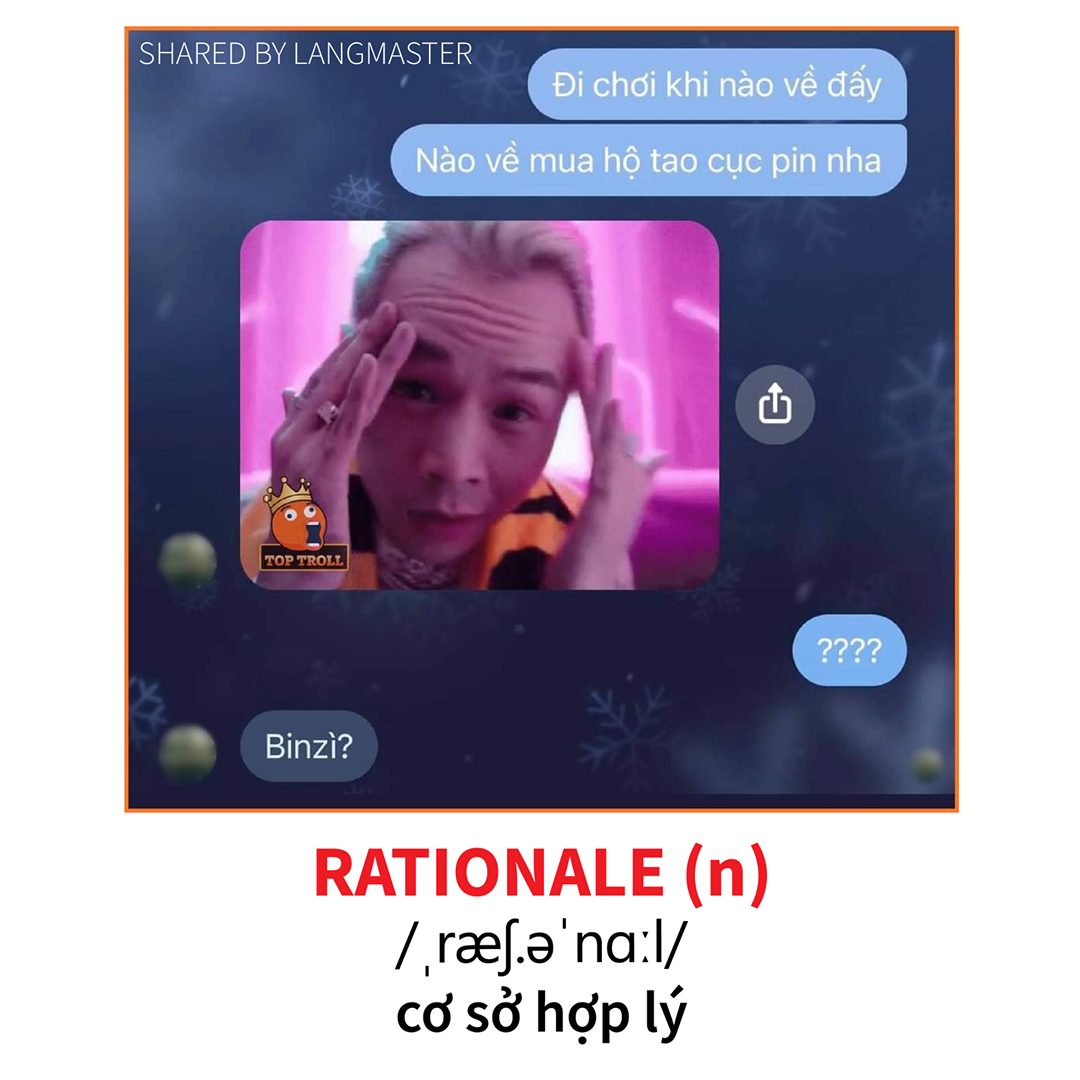 SHARED BY LANGMASTER
Đi chơi khi nào về đấy
Nào về mua hộ tao cục pin nha
TOP TROLL
????
Binzì?
RATIONALE (n)
/ˌræʃ.əˈnɑːl/
cơ sở hợp lý